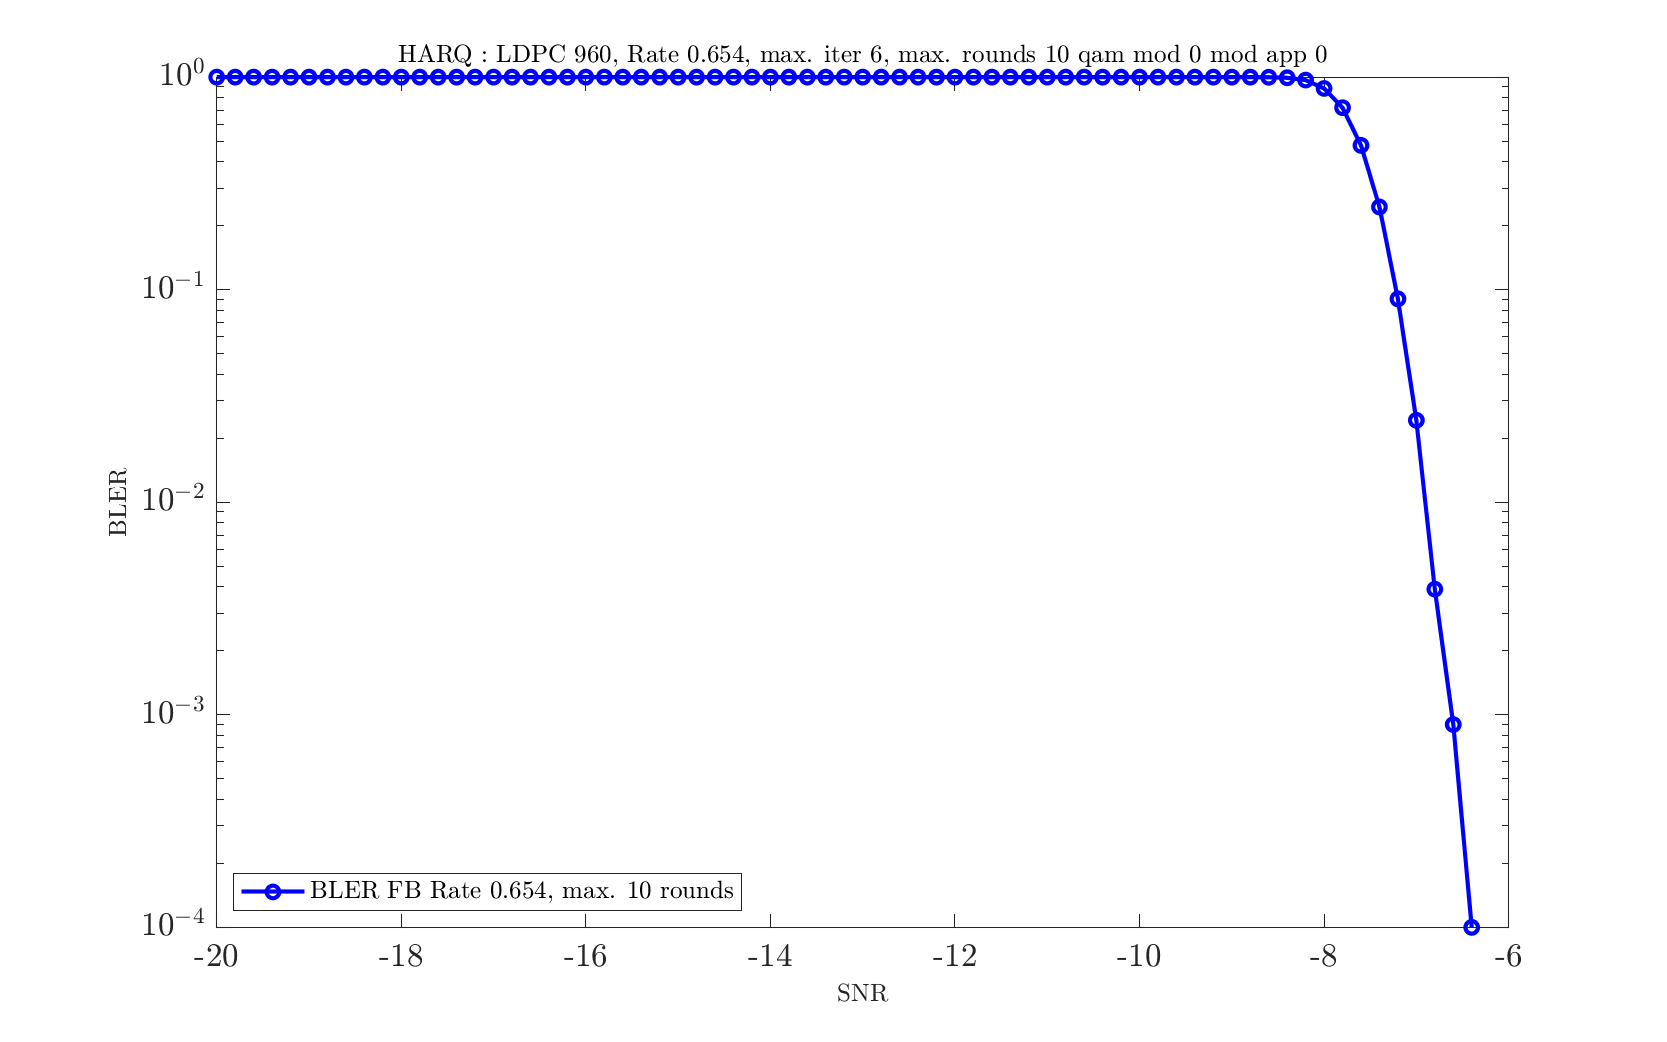 HARQ : LDPC 960, Rate 0.654, max. iter 6, max. rounds 10 qam mod 0 mod app 0
10^0
10^-1
10^-2
10^-3
10^-4
BLER
BLER FB Rate 0.654, max. 10 rounds
-20 -18 -16 -14 -12 -10 -8 -6
SNR